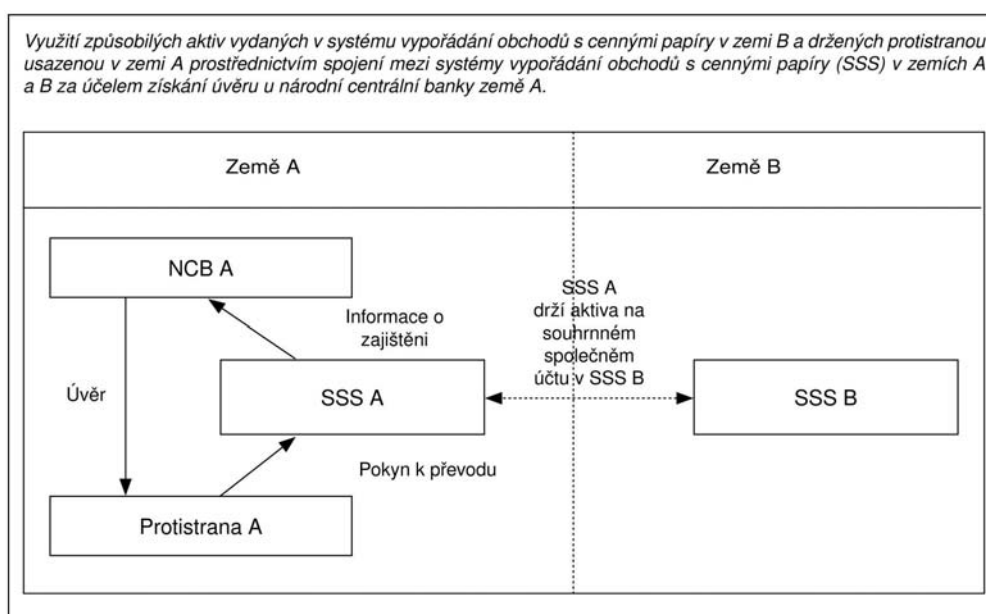 Využití způsobilých aktiv vydaných v systému vypořádání obchodů s cennými papíry v zemi B a držených protistranou
usazenou v zemi A prostřednictvím spojení mezi systémy vypořádání obchodů s cennými papíry (SSS) v zemích A
a B za účelem získání úvěru u národní centrální banky země A.
Země A
Země B
NCB A
Informace o
zajištěni
SSS A
drží aktiva na
souhrnném
společném
účtu v SSS B
Úvěr
SSS A
SSS B
Pokyn k převodu
Protistrana A